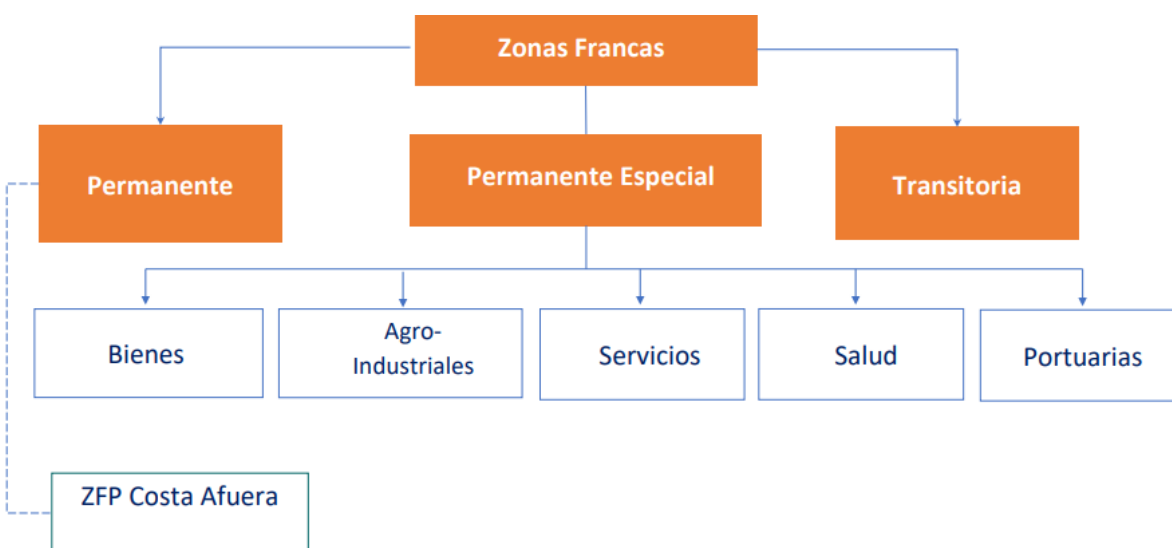 Zonas Francas
Permanente
Permanente Especial
Transitoria
Bienes
Agro-
Industriales
Servicios
Salud
Portuarias
ZFP Costa Afuera